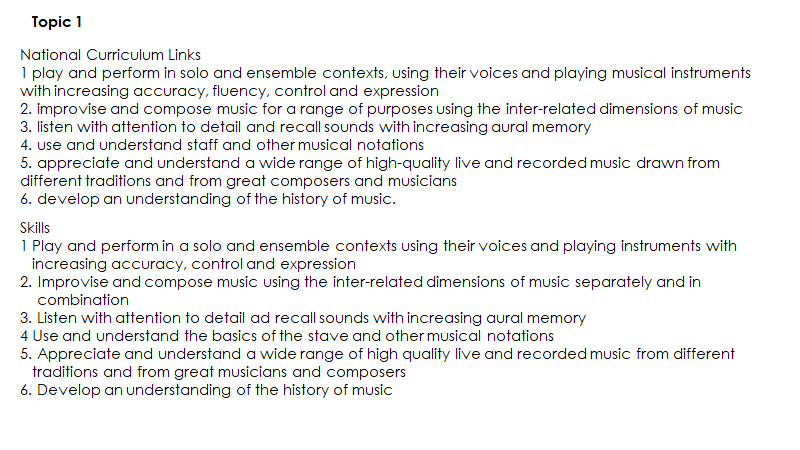 Topic 1
National Curriculum Links
1 play and perform in solo and ensemble contexts, using their voices and playing musical instruments
with increasing accuracy, fluency, control and expression
2. improvise and compose music for a range of purposes using the inter-related dimensions of music
3. listen with attention to detail and recall sounds with increasing aural memory
4. use and understand staff and other musical notations
5. appreciate and understand a wide range of high-quality live and recorded music drawn from
different traditions and from great composers and musicians
6. develop an understanding of the history of music.
Skills
1 Play and perform in a solo and ensemble contexts using their voices and playing instruments with
increasing accuracy, control and expression
2. Improvise and compose music using the inter-related dimensions of music separately and in
combination
3. Listen with attention to detail ad recall sounds with increasing aural memory
4 Use and understand the basics of the stave and other musical notations
5. Appreciate and understand a wide range of high quality live and recorded music from different
traditions and from great musicians and composers
6. Develop an understanding of the history of music